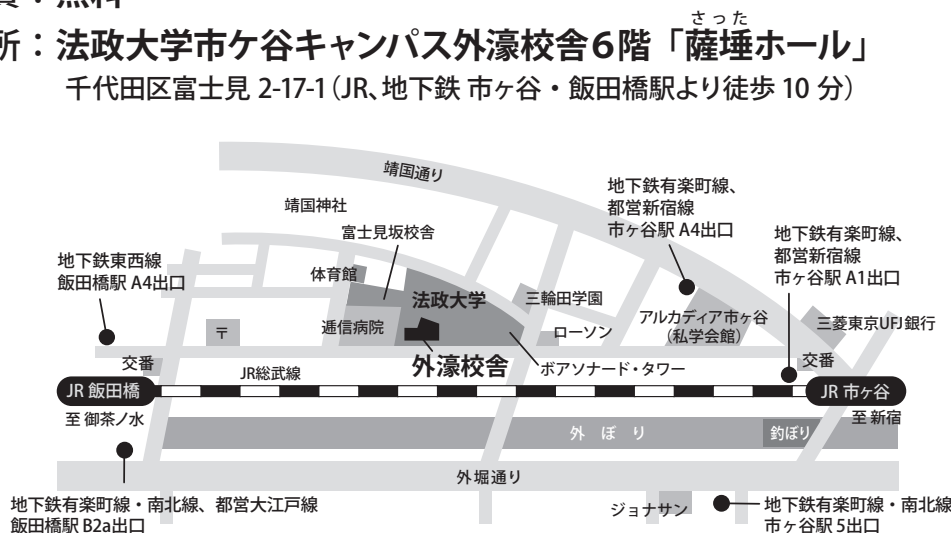 費：無料
さった
所：法政大学市ケ谷キャンパス外濠校舎6階「薩埵ホール」
千代田区富士見 2-17-1（JR、地下鉄 市ヶ谷・飯田橋駅より徒歩 10 分）
靖国通り
靖国神社
富士見坂校舎
体育館
法政大学
逓信病院
〒
外濠校舎
三輪田学園
ローソン
ボアソナード・タワー
地下鉄東西線
飯田橋駅 A4出口
地下鉄有楽町線、
都営新宿線
市ヶ谷駅 A4出口
地下鉄有楽町線、
都営新宿線
市ヶ谷駅 A1出口
アルカディア市ヶ谷
（私学会館）
三菱東京UFJ銀行
交番
交番
JR総武線
JR 飯田橋
JR 市ヶ谷
至 御茶ノ水
至 新宿
外ぼり
釣ぼり
外堀通り
地下鉄有楽町線・南北線、都営大江戸線
飯田橋駅 B2a出口
ジョナサン
地下鉄有楽町線・南北線
市ヶ谷駅 5出口